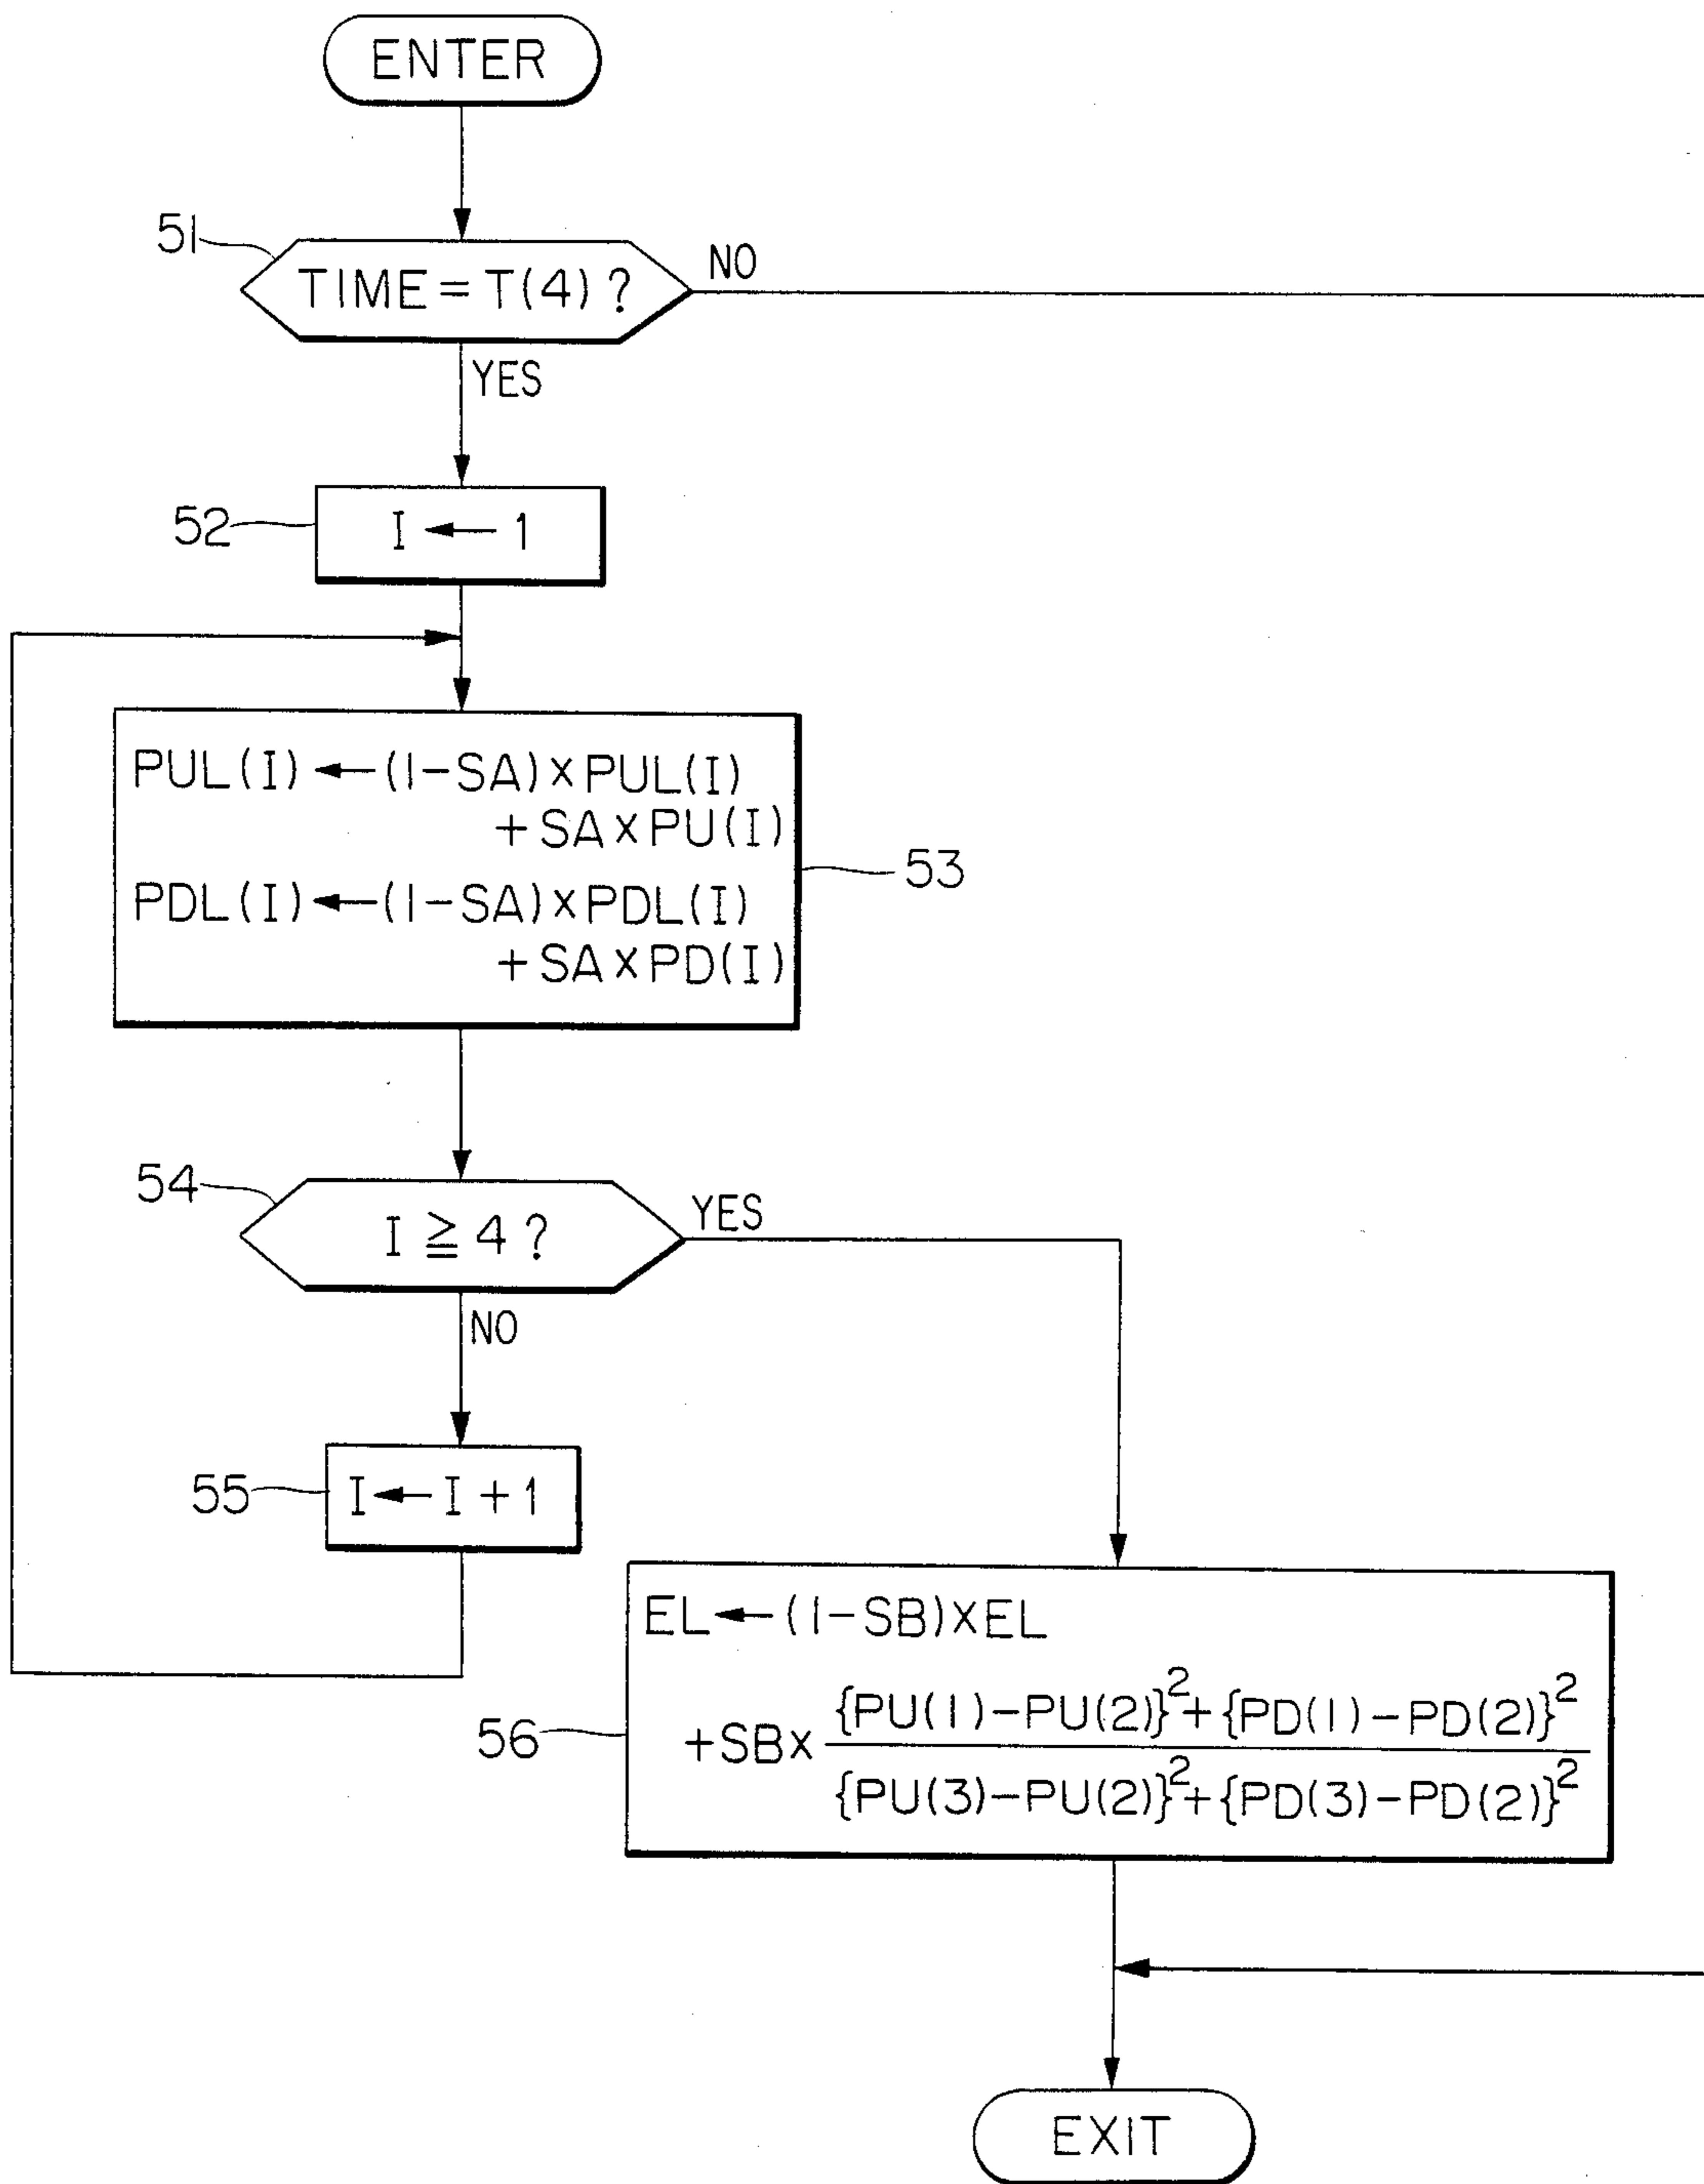 ENTER
51
TIME = T(4) ?
NO
YES
52
I ← 1
PUL(I) ← (1-SA)×PUL(I)
+ SA×PU(I)
PDL(I) ← (1-SA)×PDL(I)
+ SA×PD(I)
53
54
I ≧ 4 ?
YES
NO
55
I ← I + 1
EL ← (1-SB)×EL
56
+SB× {PU(1)-PU(2)}²+{PD(1)-PD(2)}²
{PU(3)-PU(2)}²+{PD(3)-PD(2)}²
EXIT